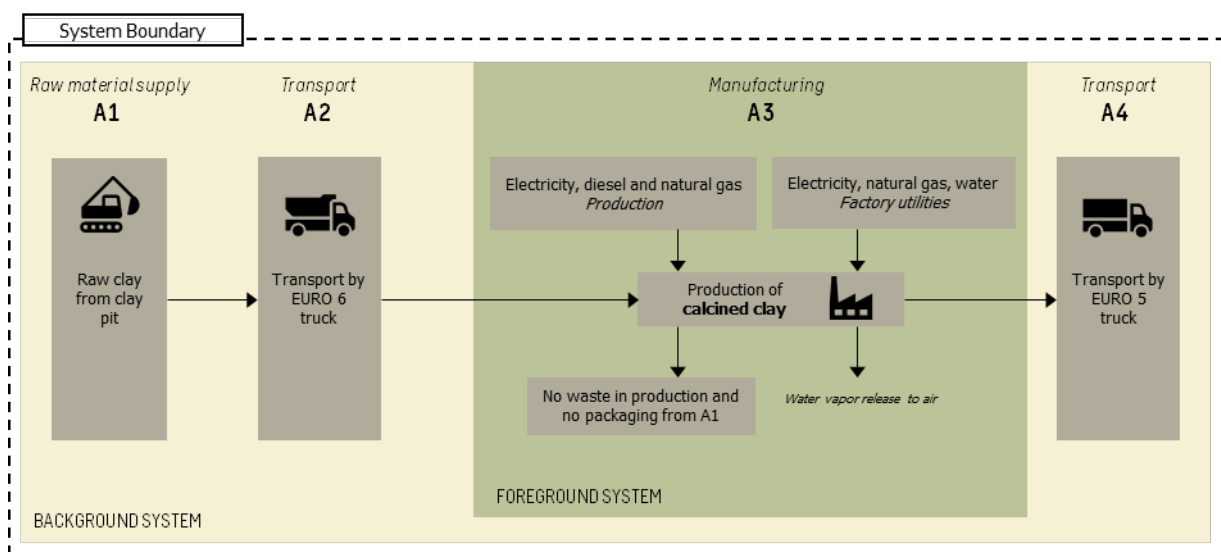 System Boundary
Raw material supply
A1
Transport
A2
Manufacturing
A3
Transport
A4
Raw clay
from clay
pit
Transport by
EURO 6
truck
Electricity, diesel and natural gas
Production
Electricity, natural gas, water
Factory utilities
Production of
calcined clay
No waste in production and
no packaging from A1
Water vapor release to air
Transport by
EURO 5
truck
FOREGROUND SYSTEM
BACKGROUND SYSTEM